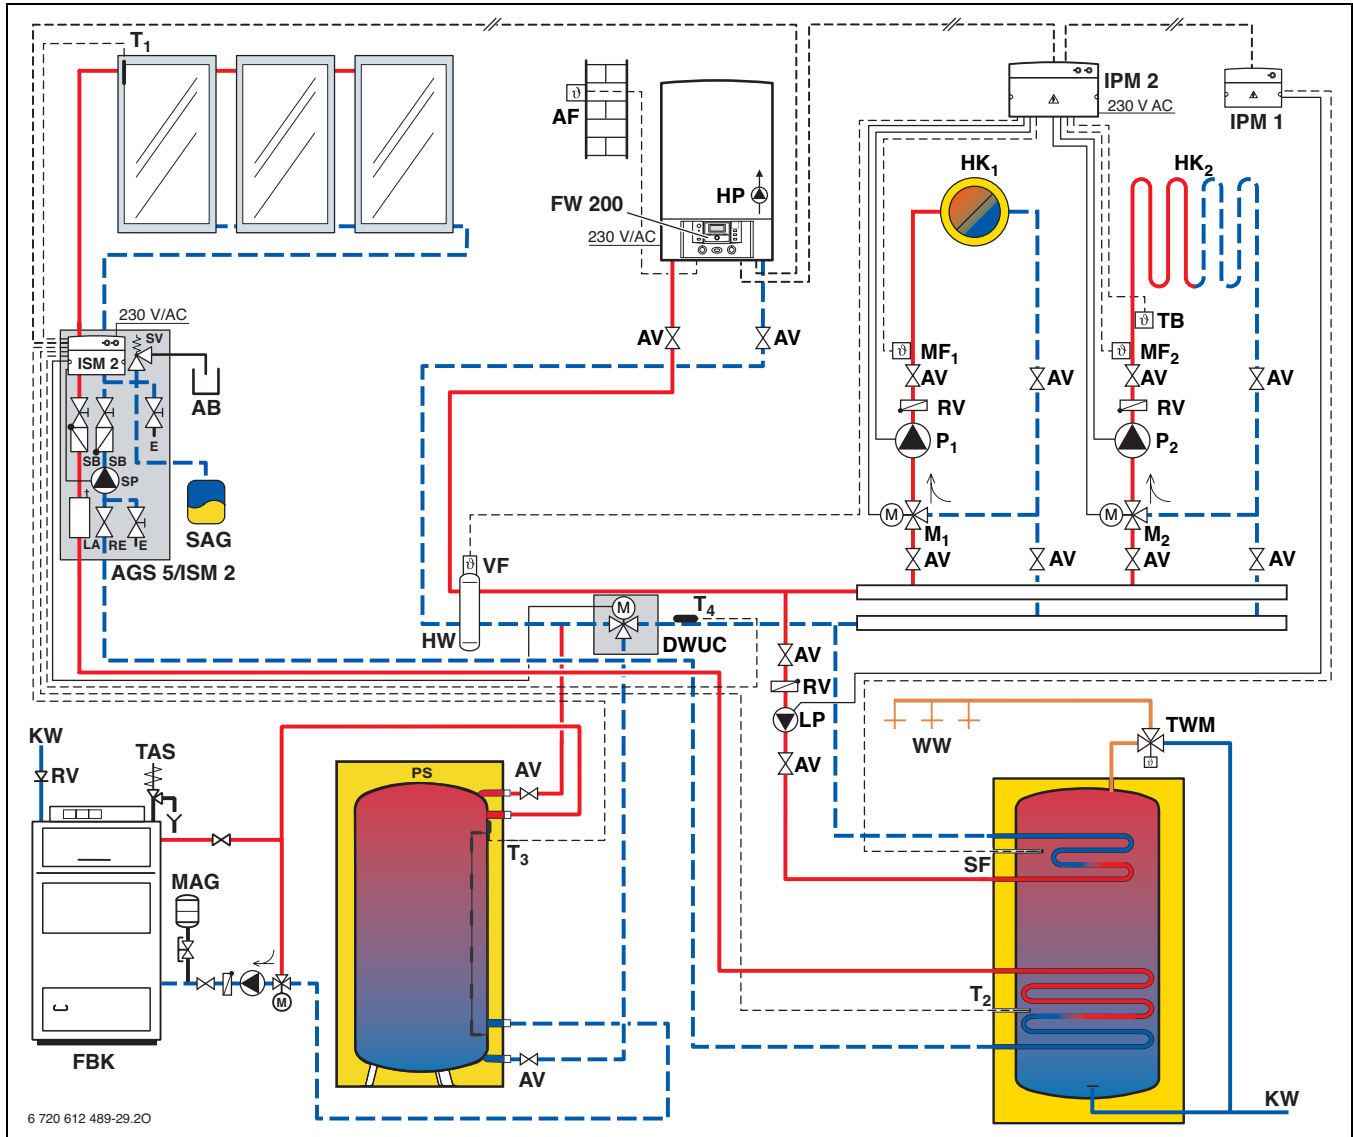 T1
IPM 2
230 V AC
IPM 1
AF
HP
FW 200
230 V/AC
HK1
HK2
230 V/AC
SV
ISM 2
AB
E
SB
SB
SP
SAG
LA
RE
E
AGS 5/ISM 2
AV
AV
TB
MF1
MF2
AV
AV
AV
AV
RV
RV
P1
P2
M
M
M1
M2
AV
AV
AV
AV
VF
HW
M
T4
DWUC
AV
RV
LP
AV
WW
TWM
KW
RV
TAS
PS
AV
T3
MAG
SF
T2
M
FBK
AV
KW
6 720 612 489-29.2O